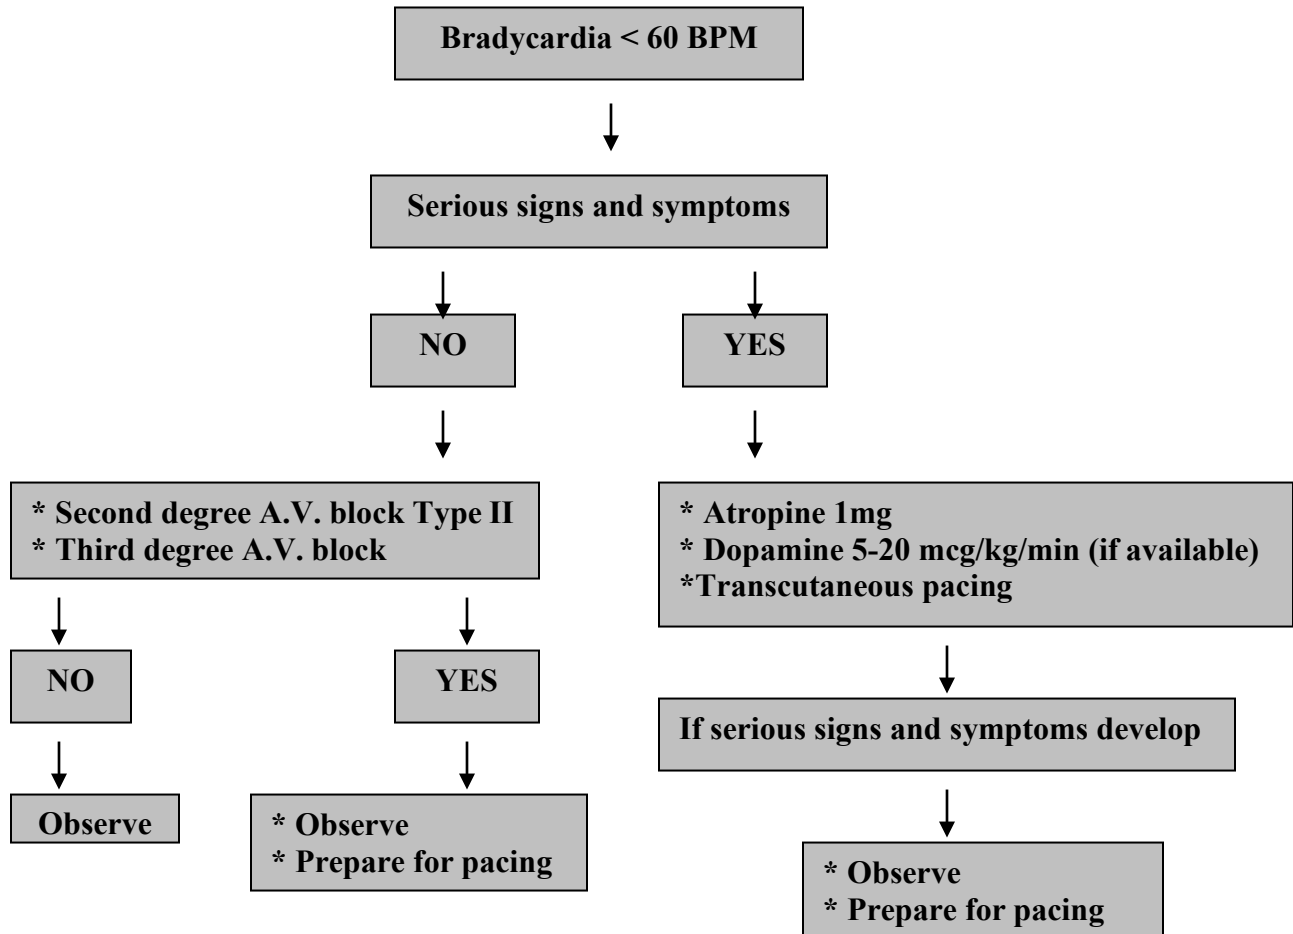 Bradycardia < 60 BPM
Serious signs and symptoms
NO
YES
* Second degree A.V. block Type II
* Third degree A.V. block
* Atropine 1mg
* Dopamine 5-20 mcg/kg/min (if available)
*Transcutaneous pacing
NO
YES
If serious signs and symptoms develop
Observe
* Observe
* Prepare for pacing
* Observe
* Prepare for pacing